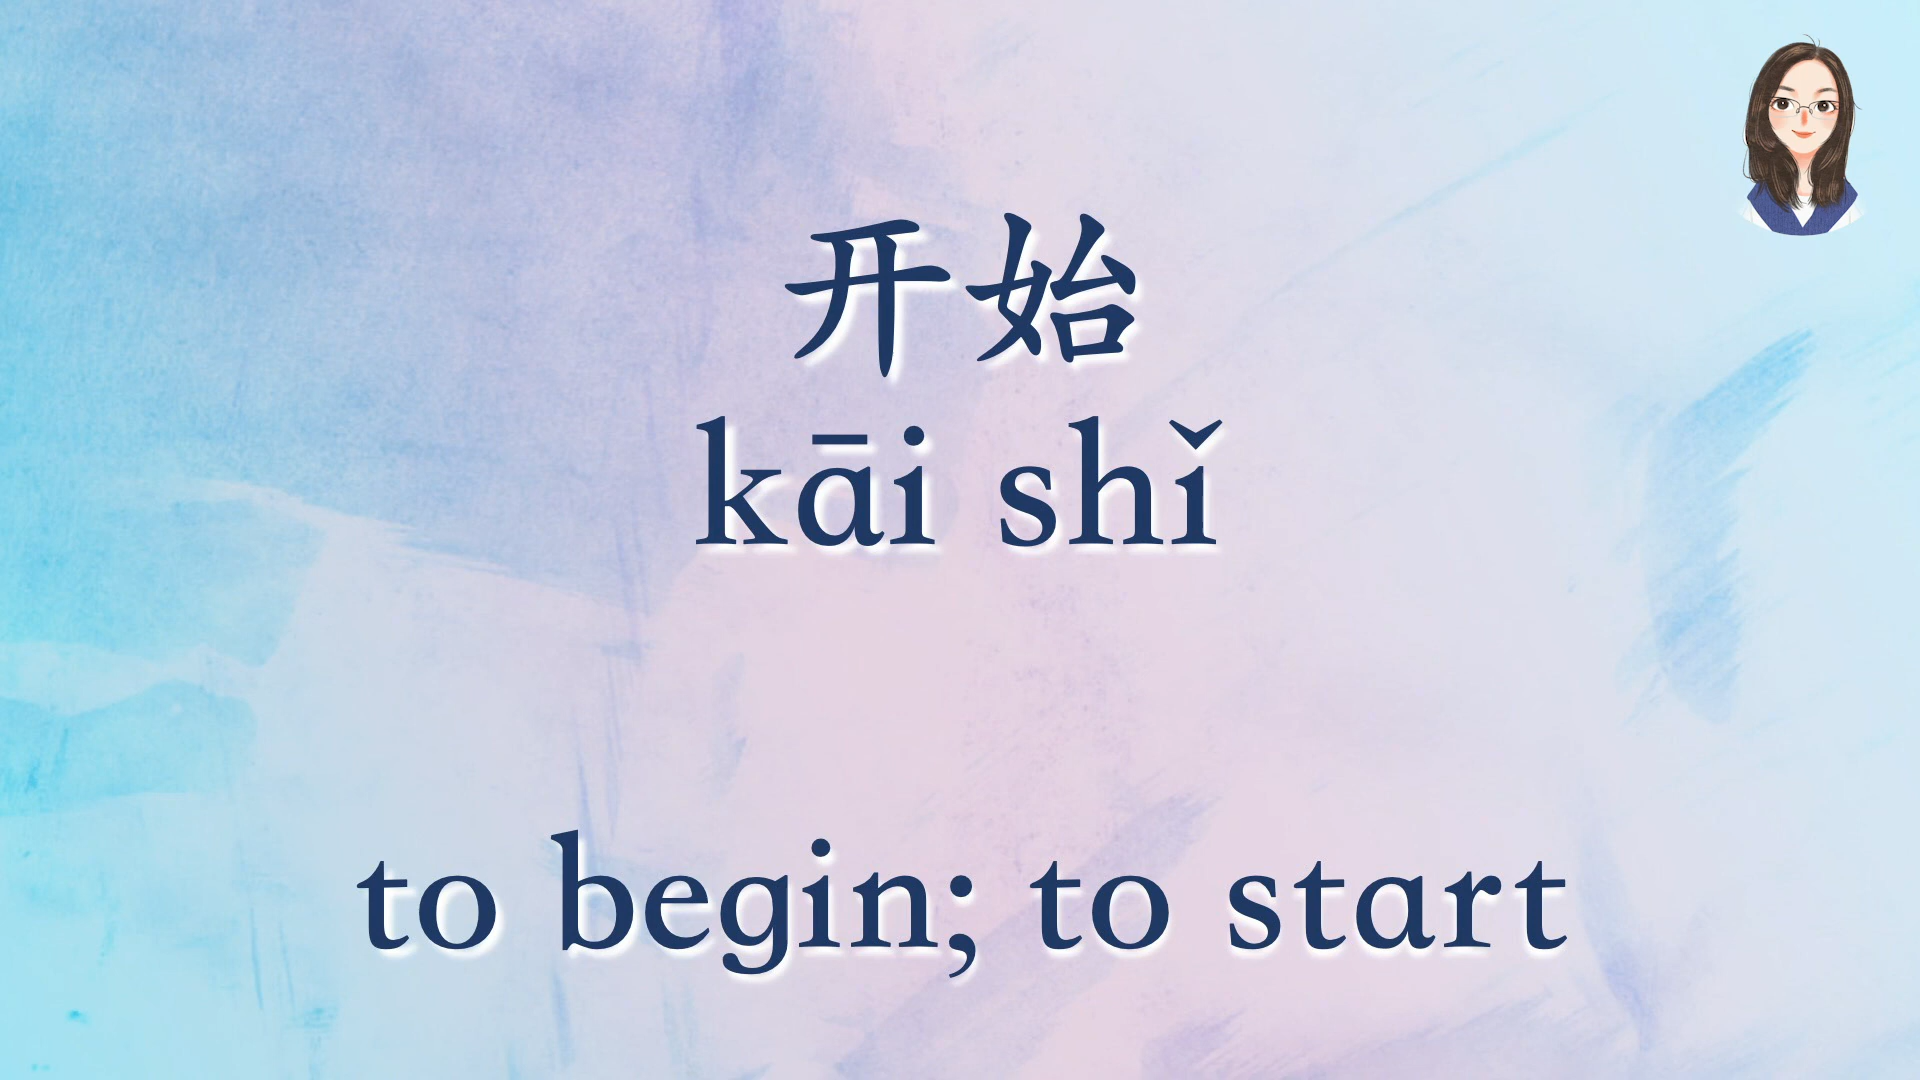 开始
kāi shǐ
to begin; to start